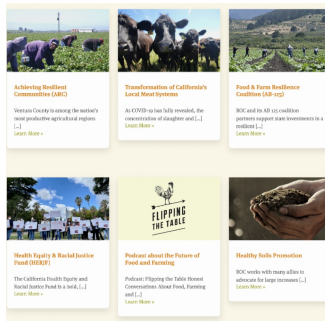 Achieving Resilient
Communities (ARC)
Ventura County is among the nation's
most productive agricultural regions
[...]
Learn More »
Transformation of California's
Local Meat Systems
As COVID-19 has fully revealed, the
concentration of slaughter and [...]
Learn More »
Food & Farm Resilience
Coalition (AB-125)
ROC and its AB 125 coalition
partners support state investments in a
resilient [...]
Learn More »
Health Equity & Racial Justice
Fund (HERJF)
The California Health Equity and
Racial Justice Fund is a bold, [...]
Learn More »
FLIPPING
THE TABLE
Podcast about the Future of
Food and Farming
Podcast: Flipping the Table Honest
Conversations About Food, Farming
and [...]
Learn More »
Healthy Soils Promotion
ROC works with many allies to
advocate for large increases [...]
Learn More »